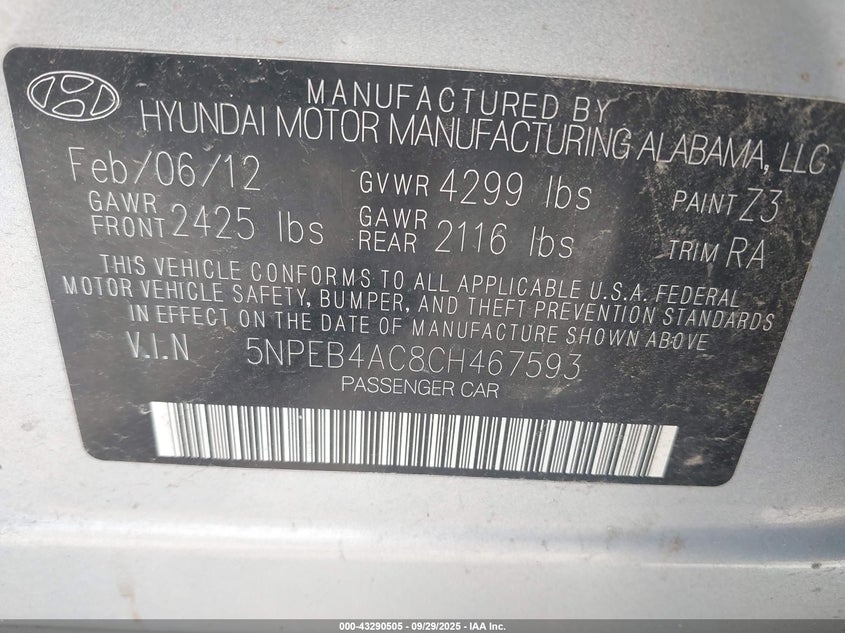 MANUFACTURED BY
HYUNDAI MOTOR MANUFACTURING ALABAMA, LLC
Feb/06/12 GVWR 4299 lbs PAINT Z3
GAWR FRONT 2425 lbs GAWR REAR 2116 lbs TRIM RA
THIS VEHICLE CONFORMS TO ALL APPLICABLE U.S.A. FEDERAL
MOTOR VEHICLE SAFETY, BUMPER, AND THEFT PREVENTION STANDARDS
IN EFFECT ON THE DATE OF MANUFACTURE SHOWN ABOVE
V.I.N 5NPEB4AC8CH467593
PASSENGER CAR
000-43290505 - 09/29/2025 - IAA Inc.